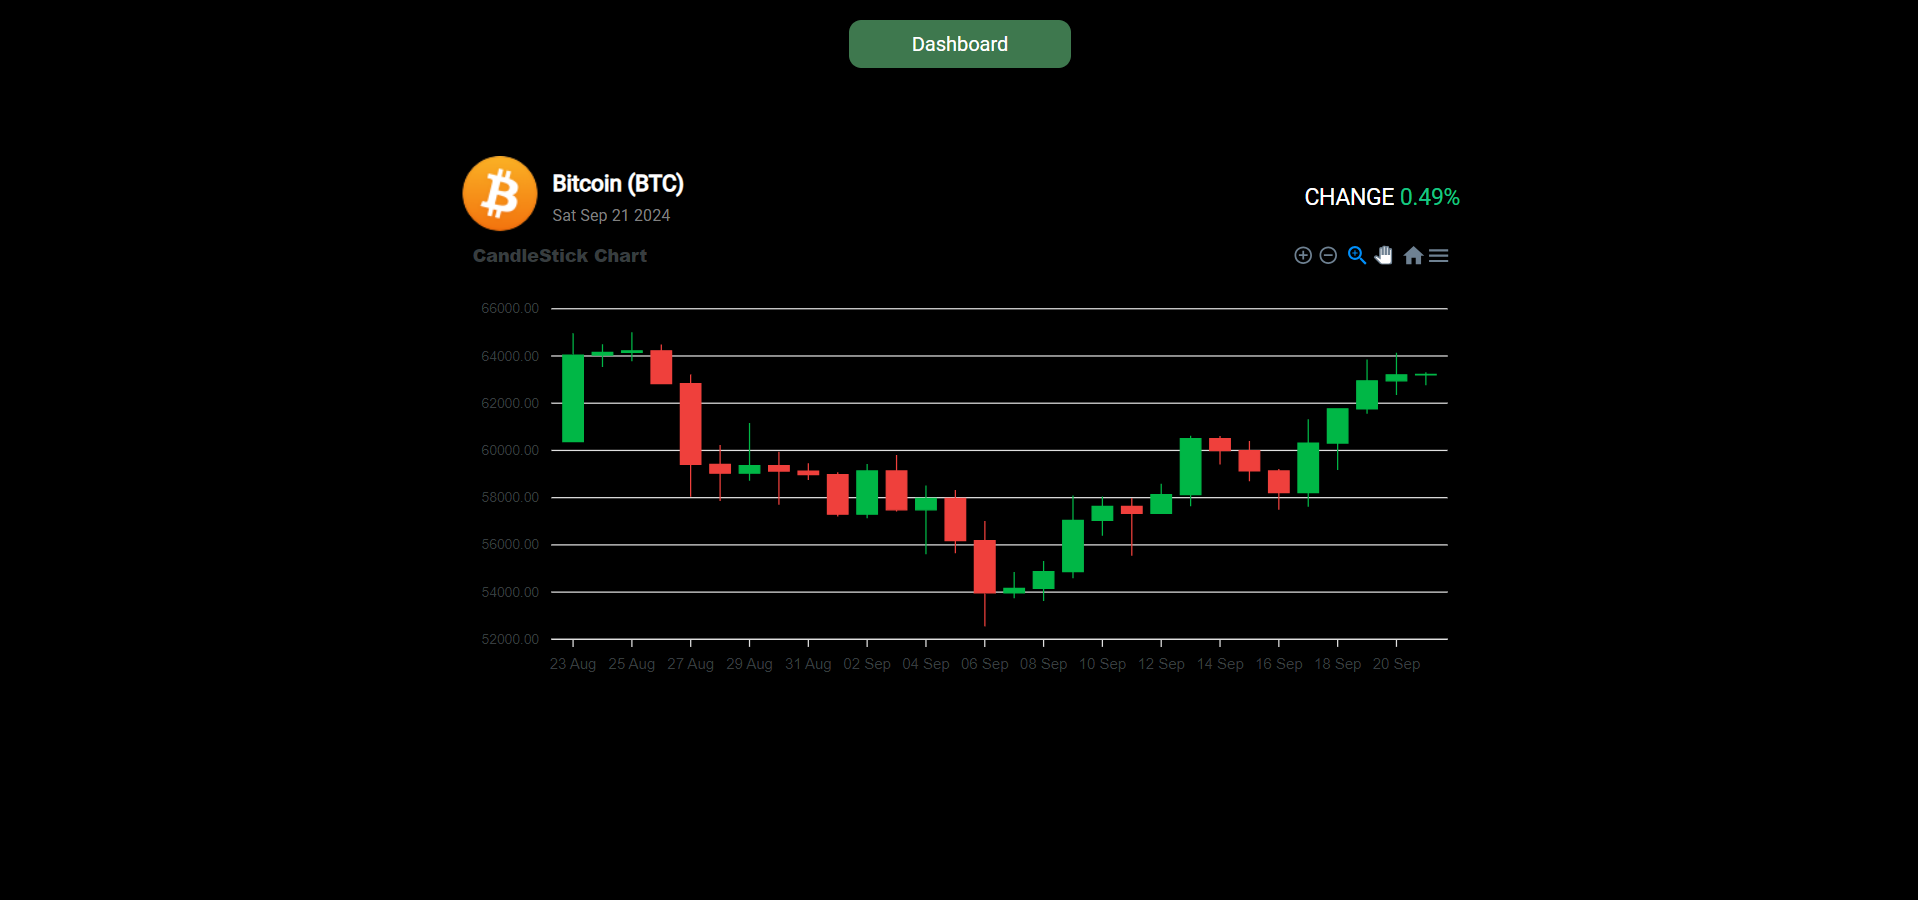 Dashboard
Bitcoin (BTC)
Sat Sep 21 2024
CHANGE 0.49%
CandleStick Chart
66000.00
64000.00
62000.00
60000.00
58000.00
56000.00
54000.00
52000.00
23 Aug 25 Aug 27 Aug 29 Aug 31 Aug 02 Sep 04 Sep 06 Sep 08 Sep 10 Sep 12 Sep 14 Sep 16 Sep 18 Sep 20 Sep